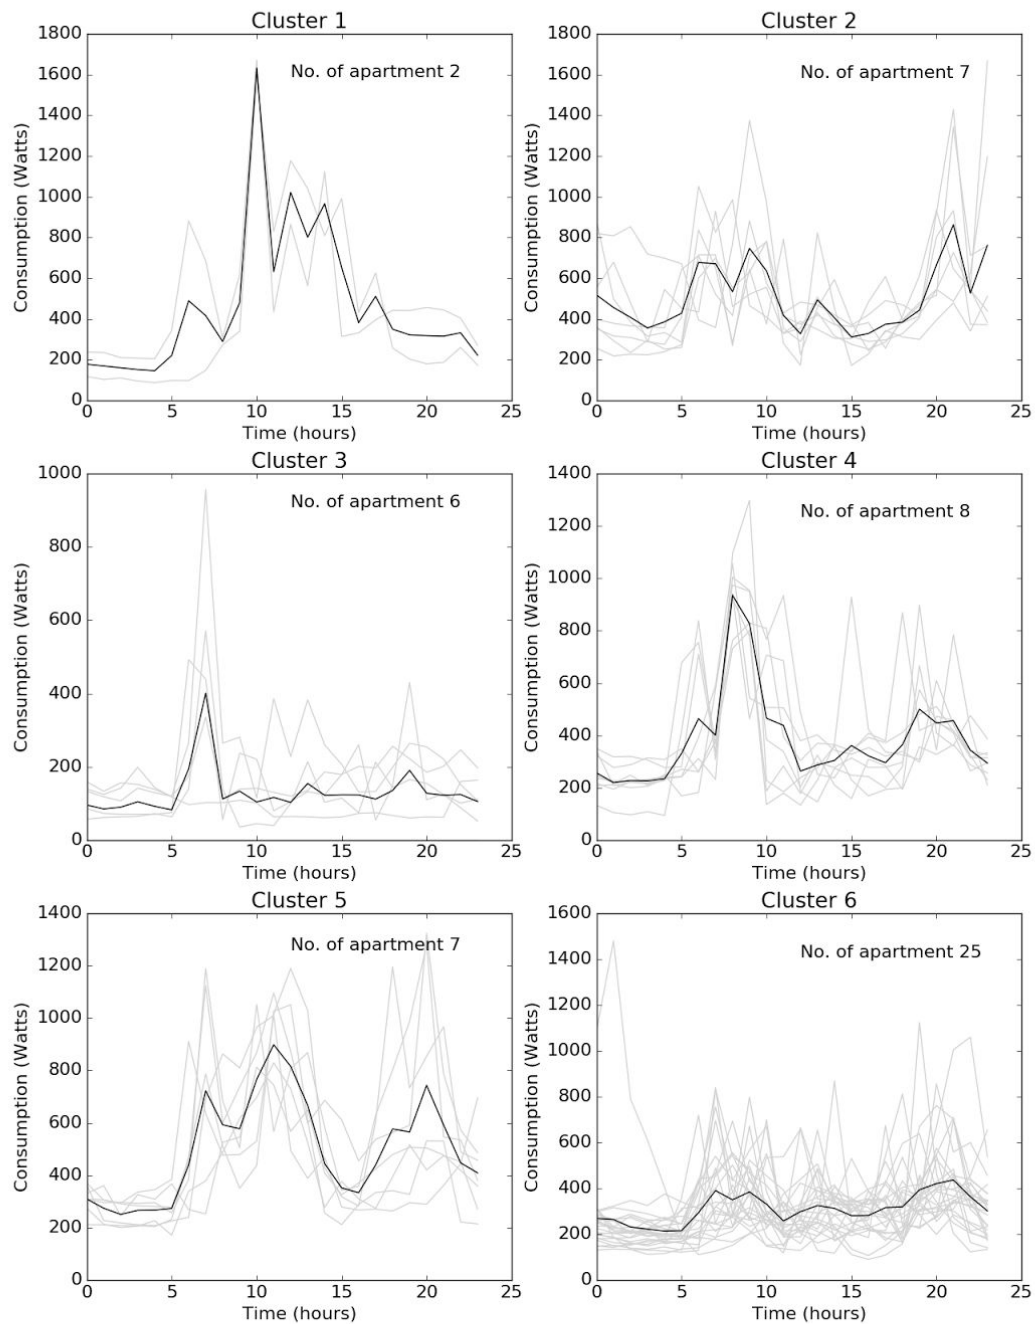 Cluster 1
No. of apartment 2
Consumption (Watts)
1800
1600
1400
1200
1000
800
600
400
200
0
0 5 10 15 20 25
Time (hours)
Cluster 2
No. of apartment 7
Consumption (Watts)
1800
1600
1400
1200
1000
800
600
400
200
0
0 5 10 15 20 25
Time (hours)
Cluster 3
No. of apartment 6
Consumption (Watts)
1000
800
600
400
200
0
0 5 10 15 20 25
Time (hours)
Cluster 4
No. of apartment 8
Consumption (Watts)
1400
1200
1000
800
600
400
200
0
0 5 10 15 20 25
Time (hours)
Cluster 5
No. of apartment 7
Consumption (Watts)
1400
1200
1000
800
600
400
200
0
0 5 10 15 20 25
Time (hours)
Cluster 6
No. of apartment 25
Consumption (Watts)
1600
1400
1200
1000
800
600
400
200
0
0 5 10 15 20 25
Time (hours)